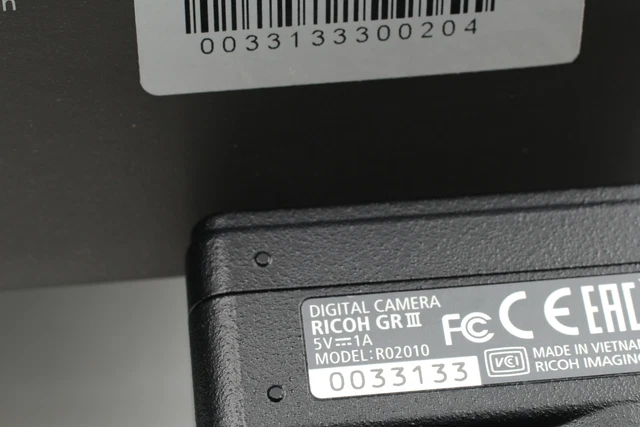 0033133300204
DIGITAL CAMERA
RICOH GR III
5V⎓1A
MODEL: R02010
0033133
FC CE EAC
VCI
MADE IN VIETNAM
RICOH IMAGING